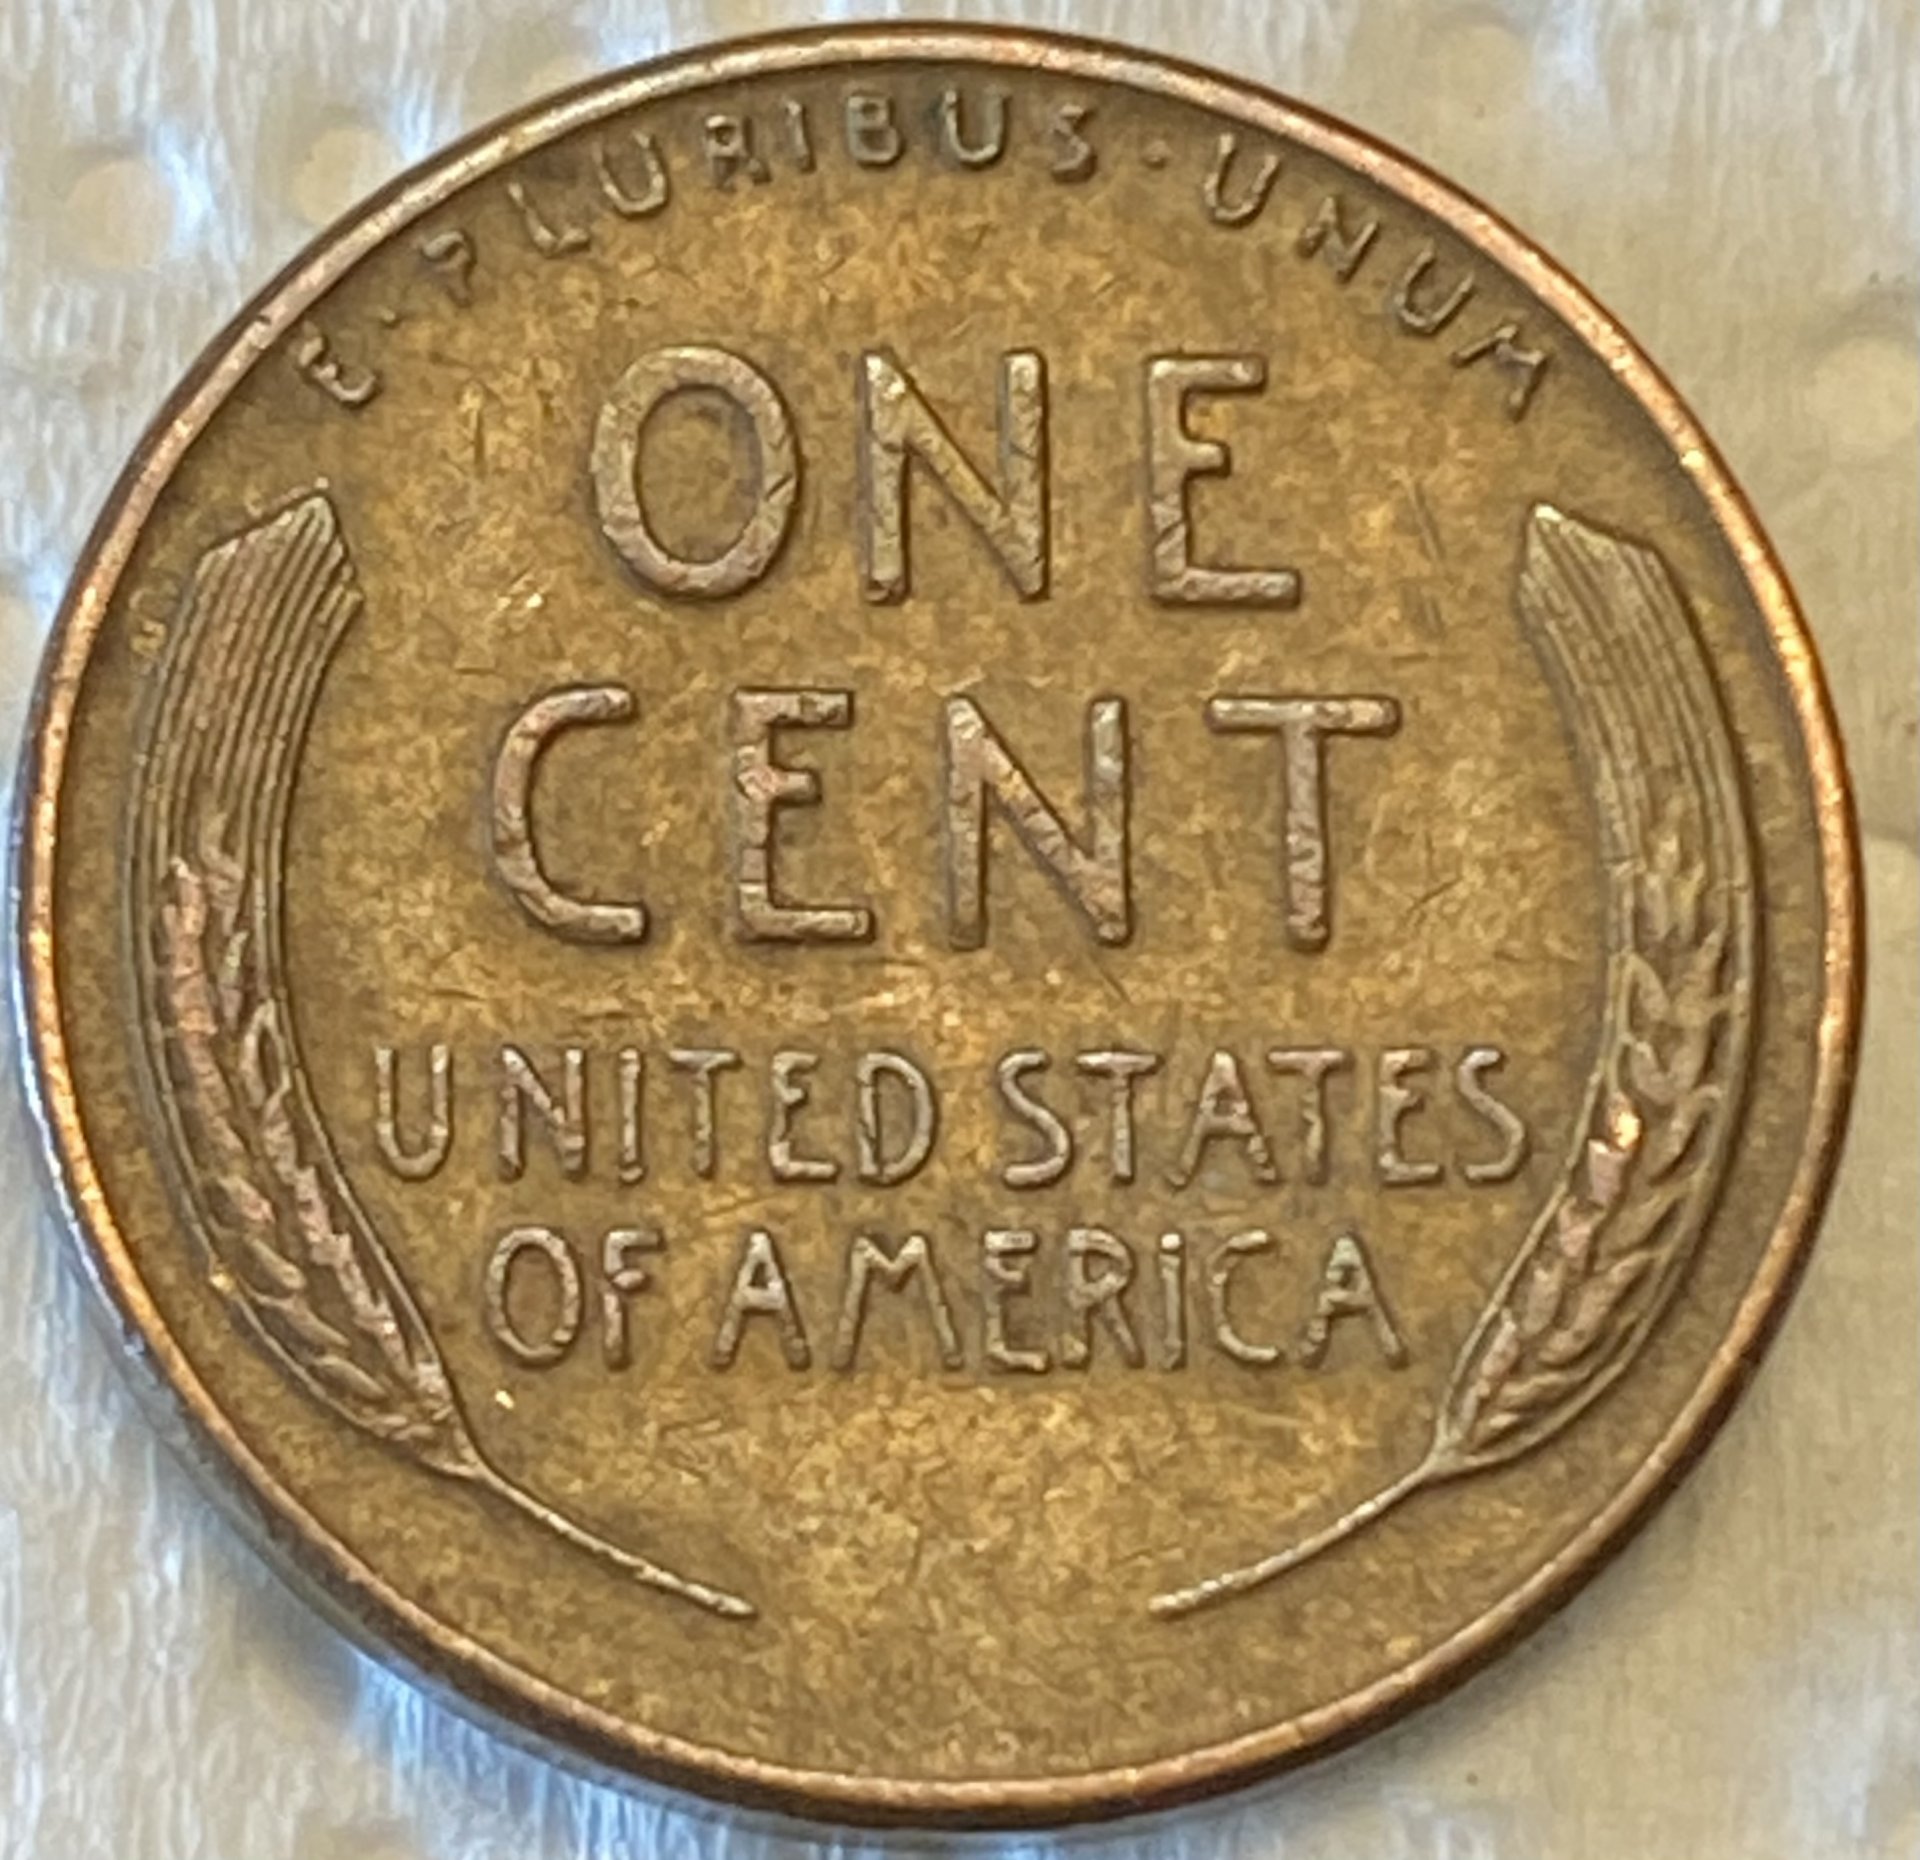 E · PLURIBUS · UNUM
ONE
CENT
UNITED STATES
OF AMERICA